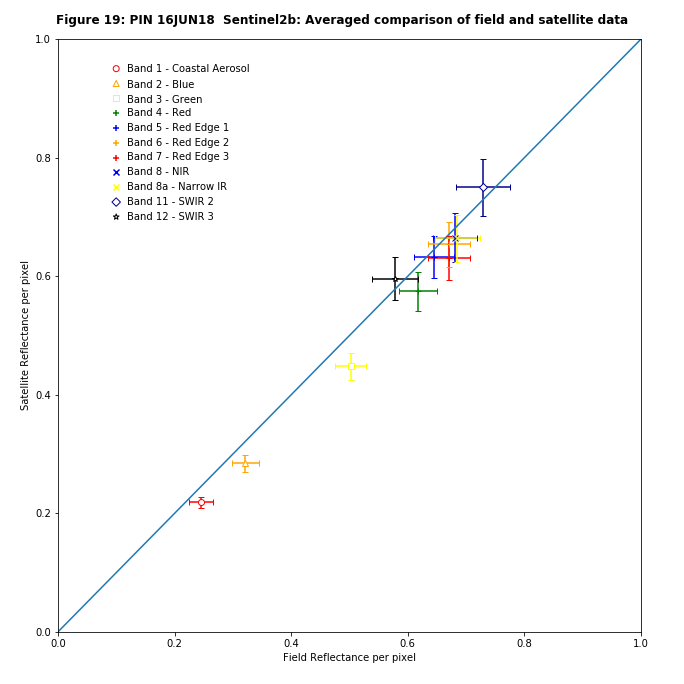 Figure 19: PIN 16JUN18  Sentinel2b: Averaged comparison of field and satellite data
1.0
Band 1 - Coastal Aerosol
Band 2 - Blue
Band 3 - Green
Band 4 - Red
Band 5 - Red Edge 1
Band 6 - Red Edge 2
Band 7 - Red Edge 3
Band 8 - NIR
Band 8a - Narrow IR
Band 11 - SWIR 2
Band 12 - SWIR 3
0.8
0.6
0.4
0.2
0.0
Satellite Reflectance per pixel
0.0 0.2 0.4 0.6 0.8 1.0
Field Reflectance per pixel